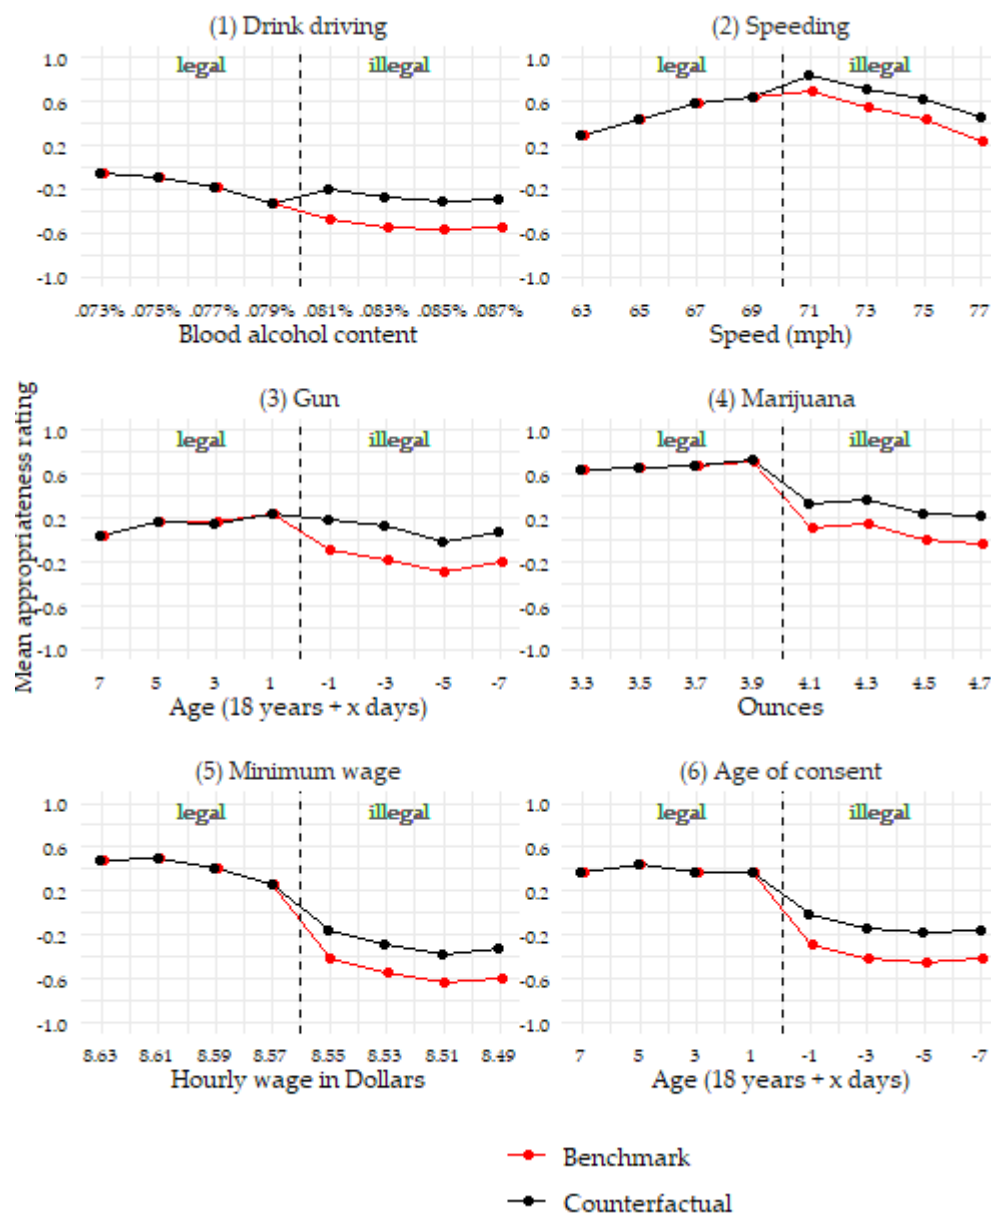 (1) Drink driving
legal
illegal
1.0
0.6
0.2
-0.2
-0.6
-1.0
.073% .075% .077% .079% .081% .083% .085% .087%
Blood alcohol content
(2) Speeding
legal
illegal
1.0
0.6
0.2
-0.2
-0.6
-1.0
63 65 67 69 71 73 75 77
Speed (mph)
Mean appropriateness rating
(3) Gun
legal
illegal
1.0
0.6
0.2
-0.2
-0.6
-1.0
7 5 3 1 -1 -3 -5 -7
Age (18 years + x days)
(4) Marijuana
legal
illegal
1.0
0.6
0.2
-0.2
-0.6
-1.0
3.3 3.5 3.7 3.9 4.1 4.3 4.5 4.7
Ounces
(5) Minimum wage
legal
illegal
1.0
0.6
0.2
-0.2
-0.6
-1.0
8.63 8.61 8.59 8.57 8.55 8.53 8.51 8.49
Hourly wage in Dollars
(6) Age of consent
legal
illegal
1.0
0.6
0.2
-0.2
-0.6
-1.0
7 5 3 1 -1 -3 -5 -7
Age (18 years + x days)
Benchmark
Counterfactual